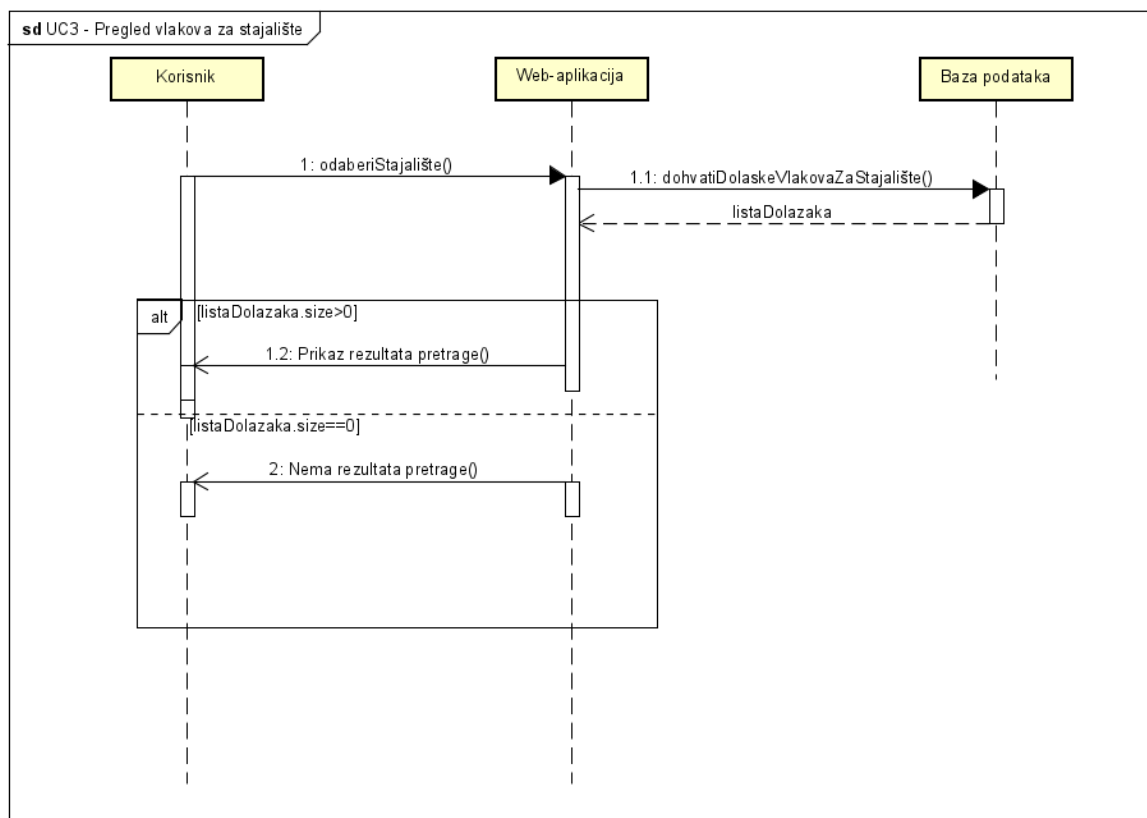 sd UC3 - Pregled vlakova za stajalište
Korisnik
Web-aplikacija
Baza podataka
1: odaberiStajalište()
1.1: dohvatiDolaskeVlakovaZaStajalište()
listaDolazaka
alt
[listaDolazaka.size>0]
1.2: Prikaz rezultata pretrage()
[listaDolazaka.size==0]
2: Nema rezultata pretrage()